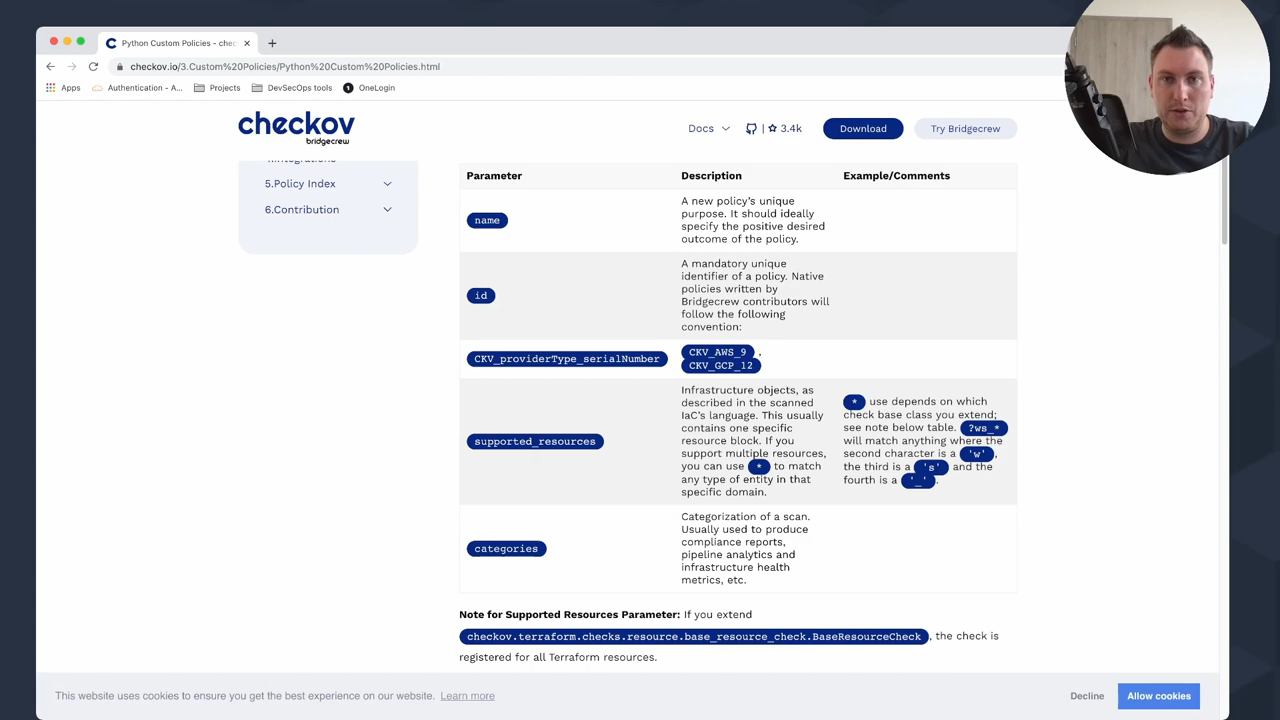 Python Custom Policies - chec
checkov.io/3.Custom%20Policies/Python%20Custom%20Policies.html
Apps
Authentication - A...
Projects
DevSecOps tools
OneLogin
checkov
bridgecrew
Docs
3.4k
Download
Try Bridgecrew
5.Policy Index
6.Contribution
Parameter
Description
Example/Comments
name
A new policy's unique
purpose. It should ideally
specify the positive desired
outcome of the policy.
id
A mandatory unique
identifier of a policy. Native
policies written by
Bridgecrew contributors will
follow the following
convention:
CKV_providerType_serialNumber
CKV_AWS_9 ,
CKV_GCP_12
supported_resources
Infrastructure objects, as
described in the scanned
IaC's language. This usually
contains one specific
resource block. If you
support multiple resources,
you can use * to match
any type of entity in that
specific domain.
* use depends on which
check base class you extend;
see note below table. ?ws_*
will match anything where the
second character is a 'w',
the third is a 's' and the
fourth is a '_'.
categories
Categorization of a scan.
Usually used to produce
compliance reports,
pipeline analytics and
infrastructure health
metrics, etc.
Note for Supported Resources Parameter: If you extend
checkov.terraform.checks.resource.base_resource_check.BaseResourceCheck , the check is
registered for all Terraform resources.
This website uses cookies to ensure you get the best experience on our website. Learn more
Decline
Allow cookies